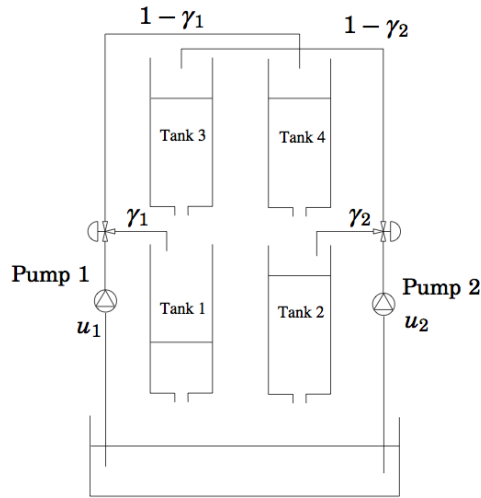 1 − γ₁
1 − γ₂
Tank 3
Tank 4
γ₁
γ₂
Pump 1
Pump 2
Tank 1
Tank 2
u₁
u₂